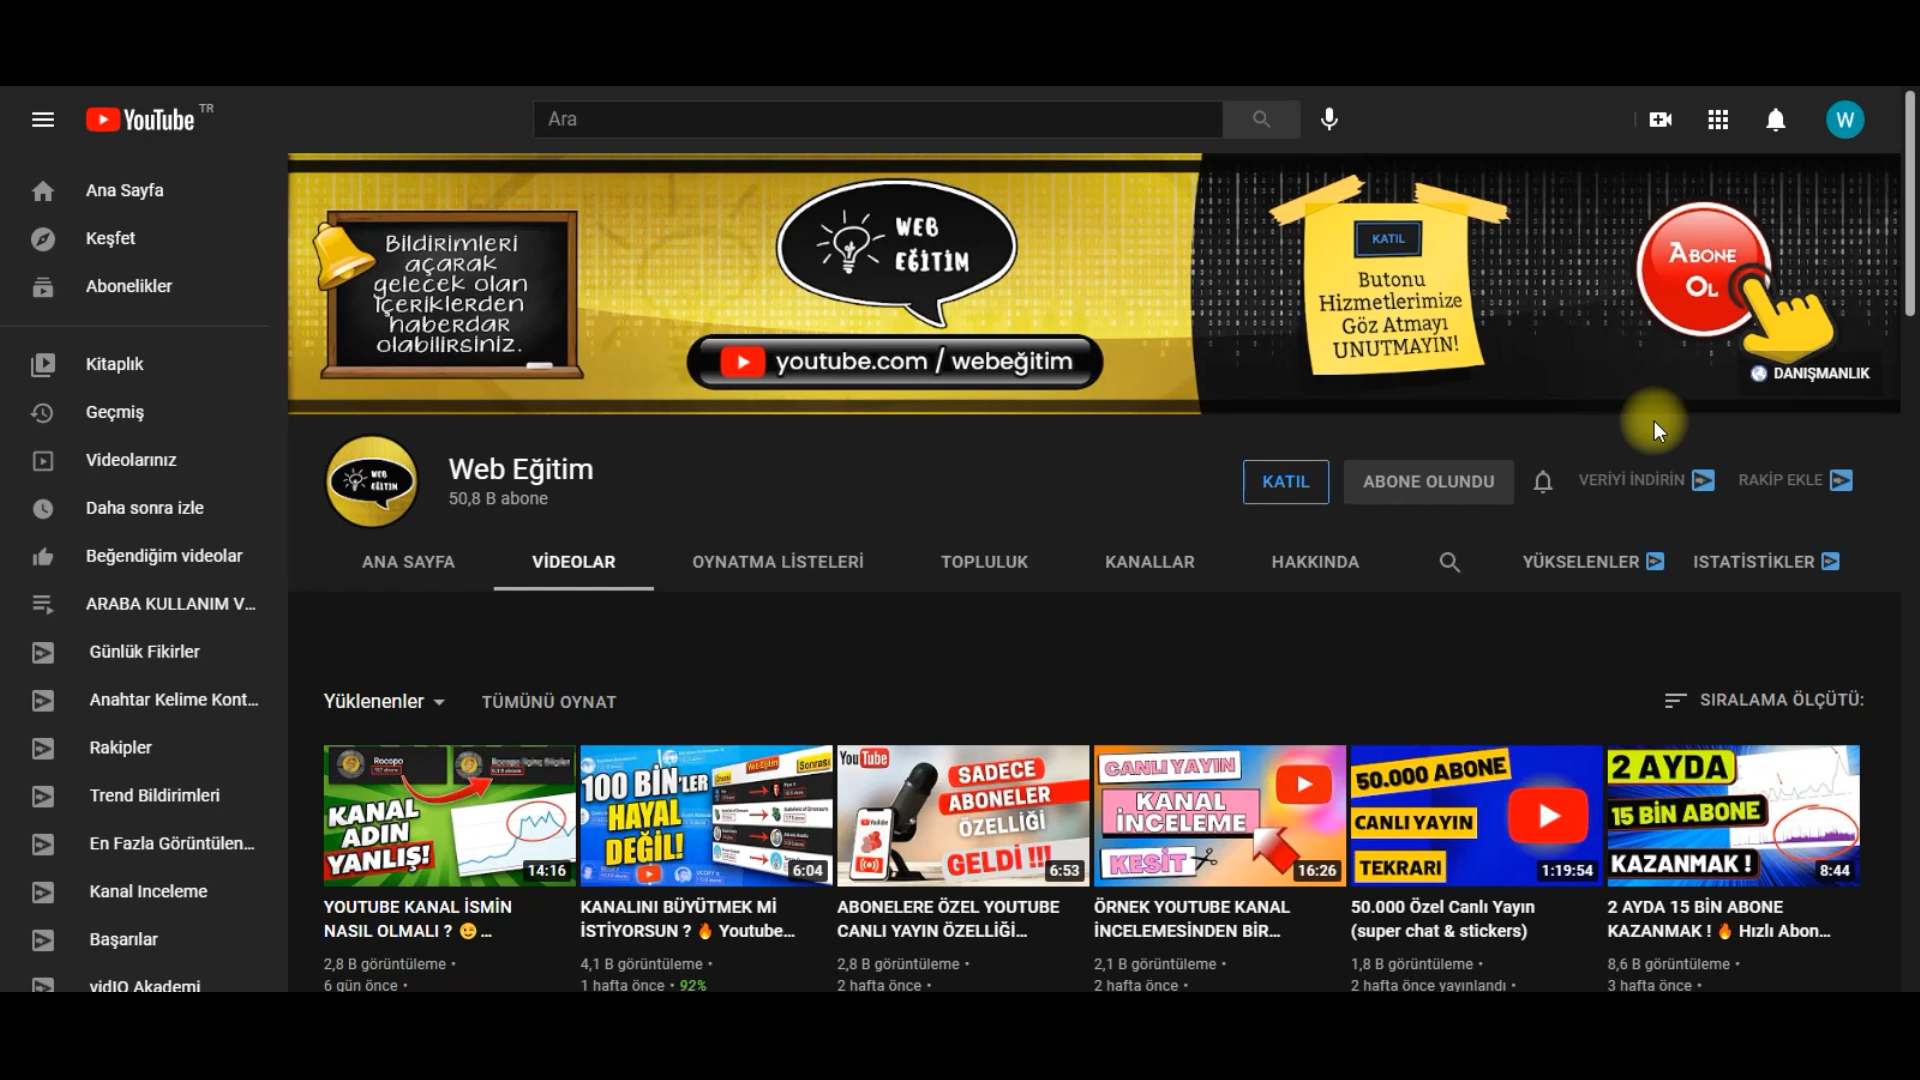 YouTube TR
Ara
W
Ana Sayfa
Keşfet
Abonelikler
Kitaplık
Geçmiş
Videolarınız
Daha sonra izle
Beğendiğim videolar
ARABA KULLANIM V...
Günlük Fikirler
Anahtar Kelime Kont...
Rakipler
Trend Bildirimleri
En Fazla Görüntülen...
Kanal Inceleme
Başarılar
vidIQ Akademi
Bildirimleri
açarak
gelecek olan
içeriklerden
haberdar
olabilirsiniz.
WEB
EĞİTİM
youtube.com / webeğitim
KATIL
Butonu
Hizmetlerimize
Göz Atmayı
UNUTMAYIN!
ABONE
OL
DANIŞMANLIK
WEB
EĞİTİM
Web Eğitim
50,8 B abone
KATIL
ABONE OLUNDU
VERİYİ İNDİRİN
RAKİP EKLE
ANA SAYFA
VİDEOLAR
OYNATMA LİSTELERİ
TOPLULUK
KANALLAR
HAKKINDA
YÜKSELENLER
ISTATİSTİKLER
Yüklenenler
TÜMÜNÜ OYNAT
SIRALAMA ÖLÇÜTÜ:
Rocopo
KANAL
ADIN
YANLIŞ!
14:16
YOUTUBE KANAL İSMİN
NASIL OLMALI ? 😉 ...
2,8 B görüntüleme •
6 gün önce •
100 BİN'LER
HAYAL
DEĞİL!
Web Eğitim
Sonrası
6:04
KANALINI BÜYÜTMEK Mİ
İSTİYORSUN ? 🔥 Youtube...
4,1 B görüntüleme •
1 hafta önce • 92%
YouTube
SADECE
ABONELER
ÖZELLİĞİ
GELDİ !!!
6:53
ABONELERE ÖZEL YOUTUBE
CANLI YAYIN ÖZELLİĞİ...
2,8 B görüntüleme •
2 hafta önce •
CANLI YAYIN
KANAL
İNCELEME
KESİT
16:26
ÖRNEK YOUTUBE KANAL
İNCELEMESİNDEN BİR...
2,1 B görüntüleme •
2 hafta önce •
50.000 ABONE
CANLI YAYIN
TEKRARI
1:19:54
50.000 Özel Canlı Yayın
(super chat & stickers)
1,8 B görüntüleme •
2 hafta önce yayınlandı •
2 AYDA
15 BİN ABONE
KAZANMAK !
8:44
2 AYDA 15 BİN ABONE
KAZANMAK ! 🔥 Hızlı Abon...
8,6 B görüntüleme •
3 hafta önce •